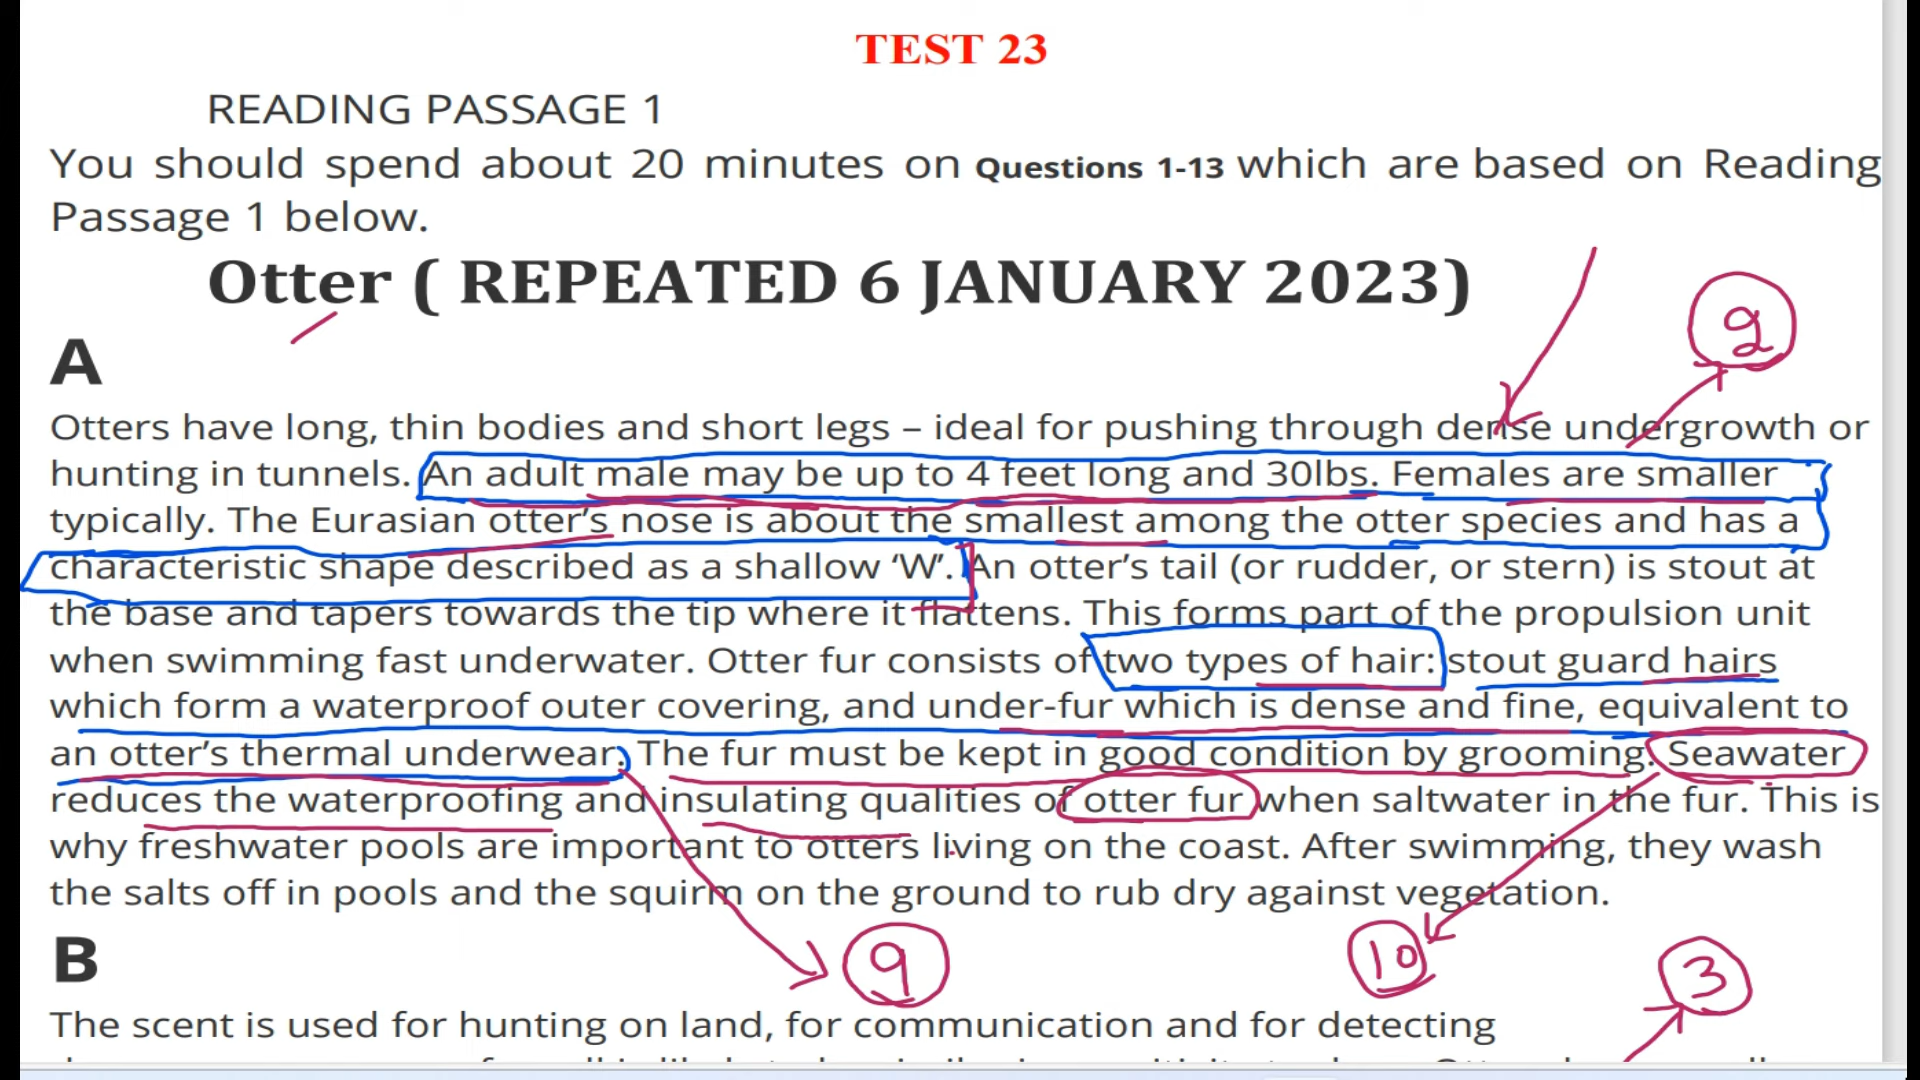 TEST 23
READING PASSAGE 1
You should spend about 20 minutes on Questions 1-13 which are based on Reading
Passage 1 below.
Otter ( REPEATED 6 JANUARY 2023)
2
A
Otters have long, thin bodies and short legs – ideal for pushing through dense undergrowth or
hunting in tunnels. An adult male may be up to 4 feet long and 30lbs. Females are smaller
typically. The Eurasian otter’s nose is about the smallest among the otter species and has a
characteristic shape described as a shallow ‘W’. An otter’s tail (or rudder, or stern) is stout at
the base and tapers towards the tip where it flattens. This forms part of the propulsion unit
when swimming fast underwater. Otter fur consists of two types of hair: stout guard hairs
which form a waterproof outer covering, and under-fur which is dense and fine, equivalent to
an otter’s thermal underwear. The fur must be kept in good condition by grooming. Seawater
reduces the waterproofing and insulating qualities of otter fur when saltwater in the fur. This is
why freshwater pools are important to otters living on the coast. After swimming, they wash
the salts off in pools and the squirm on the ground to rub dry against vegetation.
9
10
3
B
The scent is used for hunting on land, for communication and for detecting